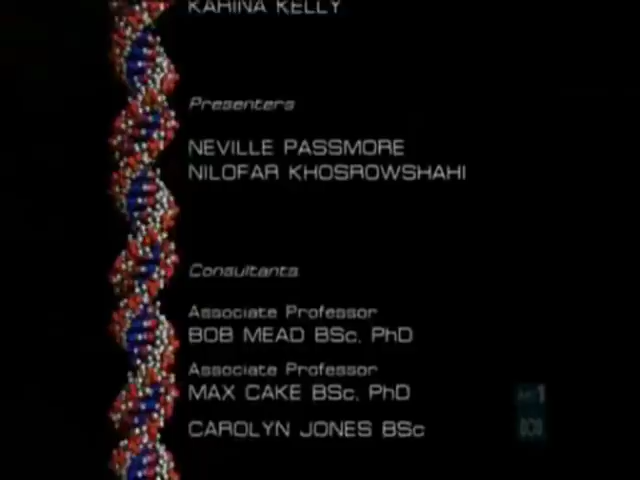 KARINA KELLY
Presenters
NEVILLE PASSMORE
NILOFAR KHOSROWSHAHI
Consultants
Associate Professor
BOB MEAD BSc, PhD
Associate Professor
MAX CAKE BSc, PhD
CAROLYN JONES BSc